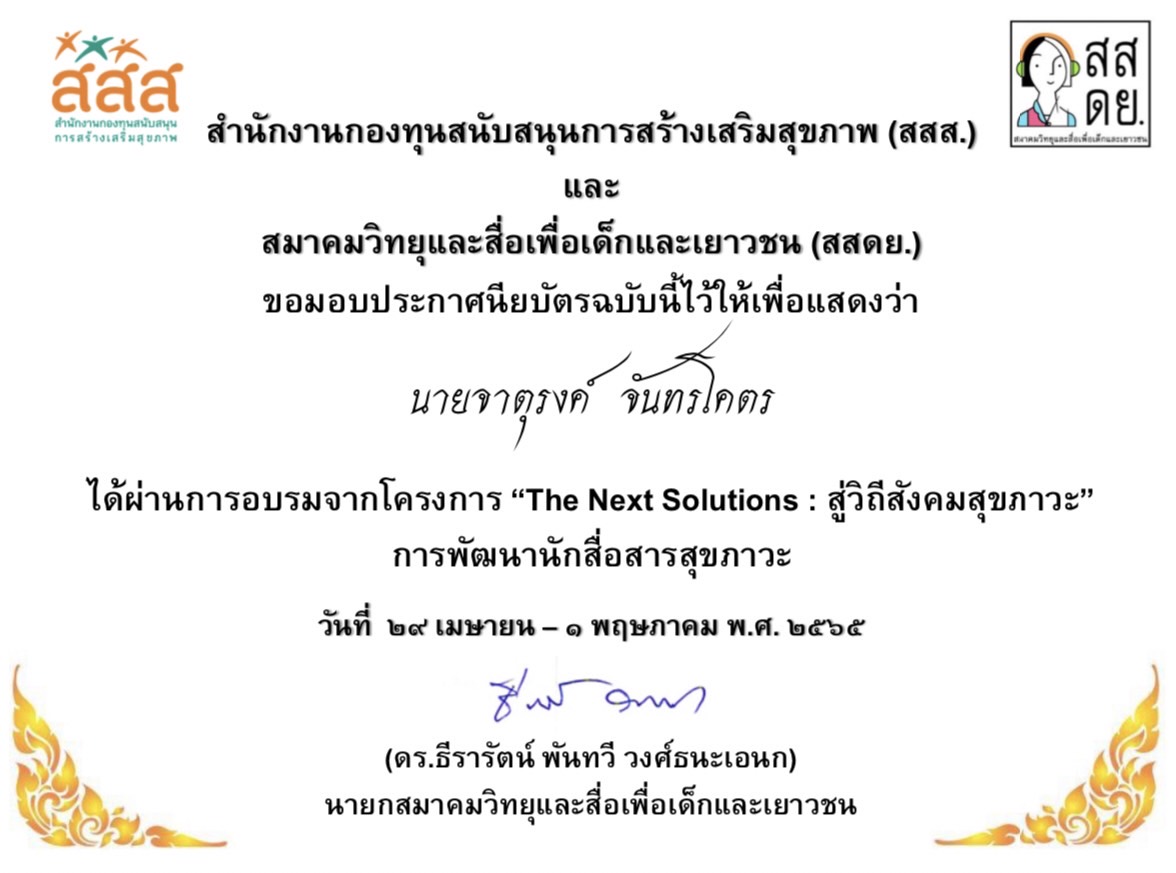 สสส
สำนักงานกองทุนสนับสนุน
การสร้างเสริมสุขภาพ
สส
ดย.
สมาคมวิทยุและสื่อเพื่อเด็กและเยาวชน
สำนักงานกองทุนสนับสนุนการสร้างเสริมสุขภาพ (สสส.)
และ
สมาคมวิทยุและสื่อเพื่อเด็กและเยาวชน (สสดย.)
ขอมอบประกาศนียบัตรฉบับนี้ไว้ให้เพื่อแสดงว่า
นายจาตุรงค์ จันทรโคตร
ได้ผ่านการอบรมจากโครงการ “The Next Solutions : สู่วิถีสังคมสุขภาวะ”
การพัฒนานักสื่อสารสุขภาวะ
วันที่ ๒๙ เมษายน – ๑ พฤษภาคม พ.ศ. ๒๕๖๕
(ดร.ธีรารัตน์ พันทวี วงศ์ธนะเอนก)
นายกสมาคมวิทยุและสื่อเพื่อเด็กและเยาวชน